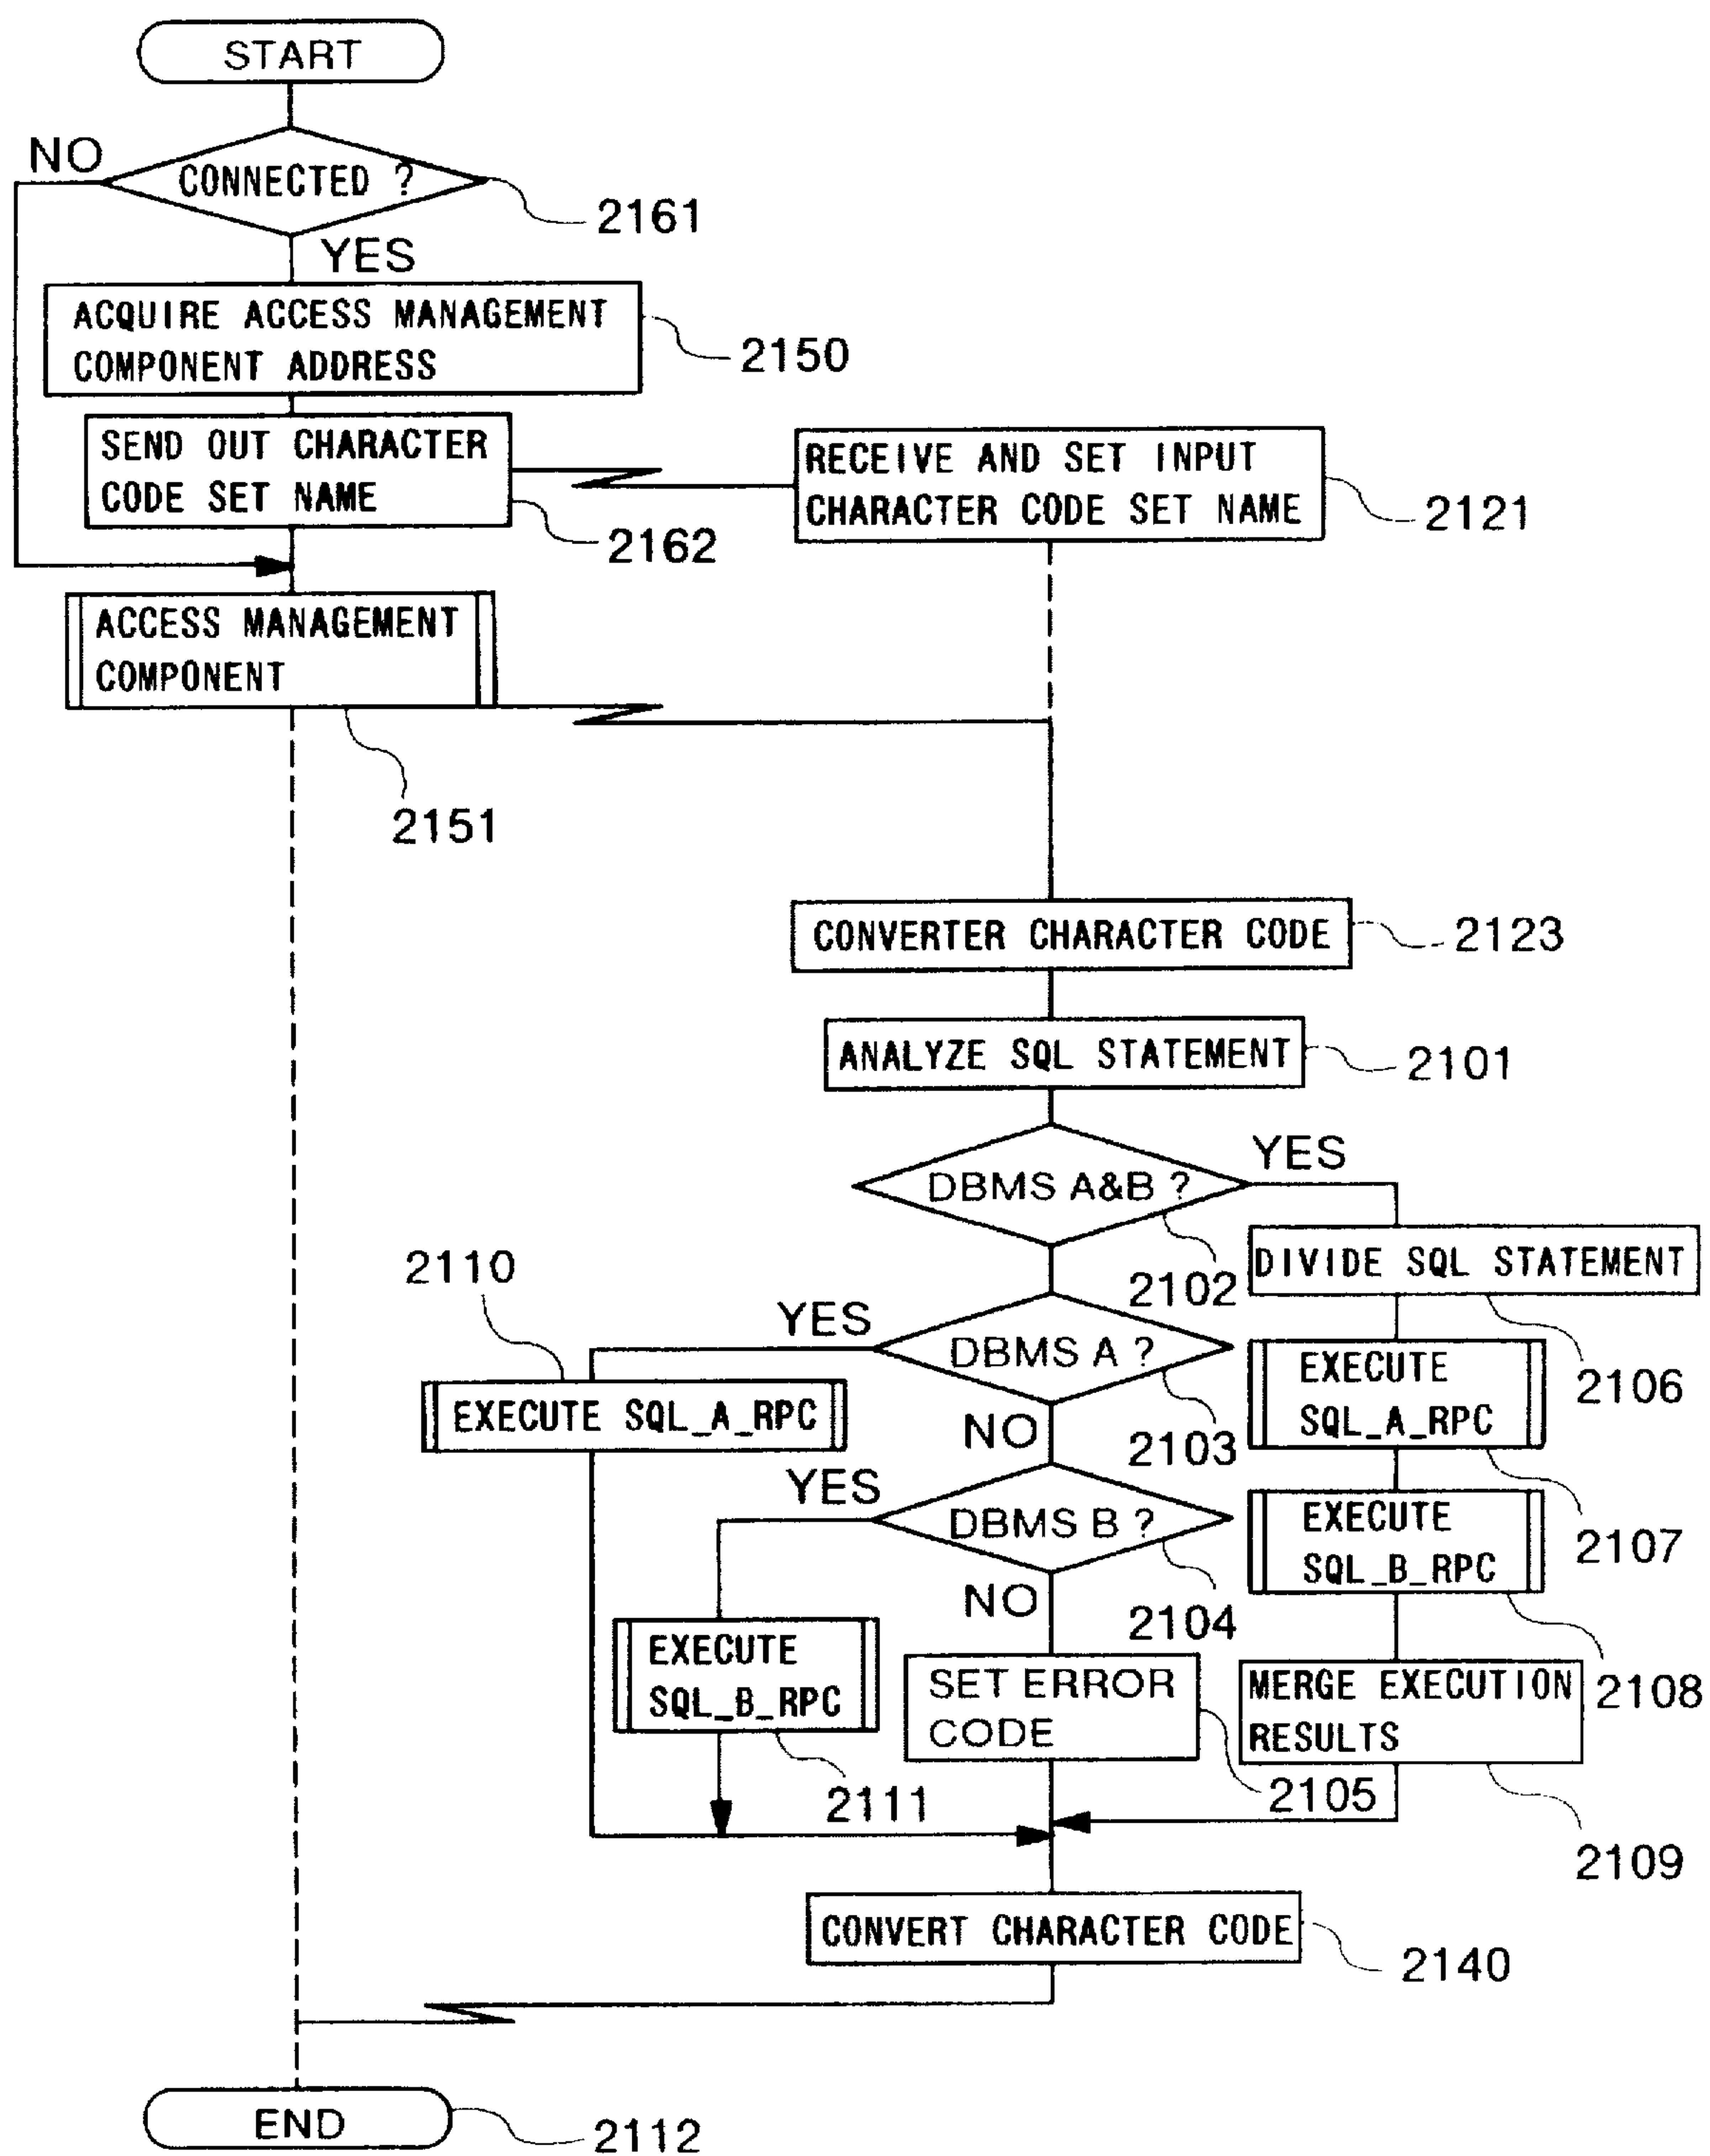 START
NO
CONNECTED ?
2161
YES
ACQUIRE ACCESS MANAGEMENT
COMPONENT ADDRESS
2150
SEND OUT CHARACTER
CODE SET NAME
2162
RECEIVE AND SET INPUT
CHARACTER CODE SET NAME
2121
ACCESS MANAGEMENT
COMPONENT
2151
CONVERTER CHARACTER CODE
2123
ANALYZE SQL STATEMENT
2101
DBMS A&B ?
YES
2102
DIVIDE SQL STATEMENT
2106
2110
YES
DBMS A ?
2103
EXECUTE SQL_A_RPC
NO
EXECUTE
SQL_A_RPC
2107
YES
DBMS B ?
2104
NO
EXECUTE
SQL_B_RPC
2108
EXECUTE
SQL_B_RPC
2111
SET ERROR
CODE
2105
MERGE EXECUTION
RESULTS
2109
CONVERT CHARACTER CODE
2140
END
2112